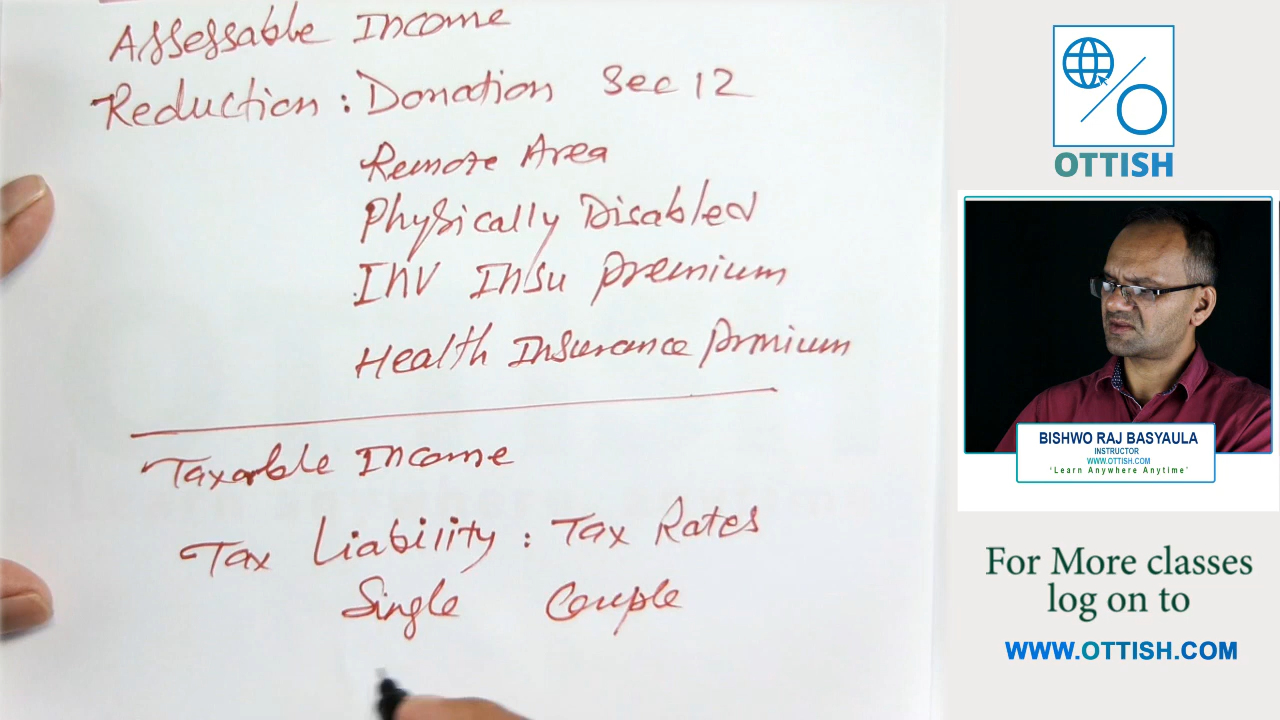 Assessable Income
Reduction : Donation Sec 12
Remote Area
Physically Disabled
INV Insu premium
Health Insurance prmium
Taxable Income
Tax Liability : Tax Rates
Single Couple
OTTISH
BISHWO RAJ BASYAULA
INSTRUCTOR
WWW.OTTISH.COM
'Learn Anywhere Anytime'
For More classes
log on to
WWW.OTTISH.COM